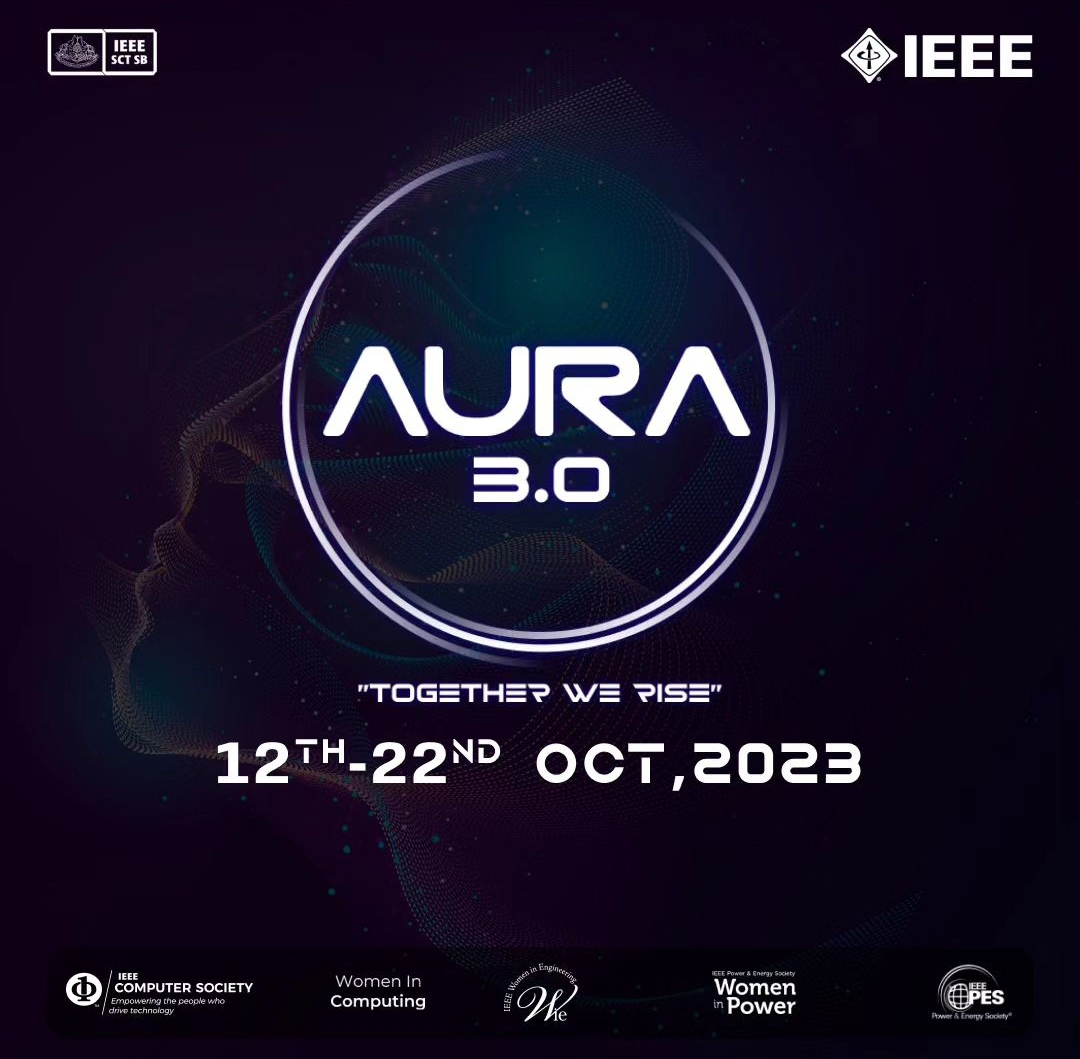 IEEE
SCT SB
IEEE
AURA
3.0
"TOGETHER WE RISE"
12TH-22ND OCT,2023
IEEE
COMPUTER SOCIETY
Empowering the people who
drive technology
Women In
Computing
IEEE Women in Engineering
Wie
IEEE Power & Energy Society
Women
in Power
IEEE
PES
Power & Energy Society®